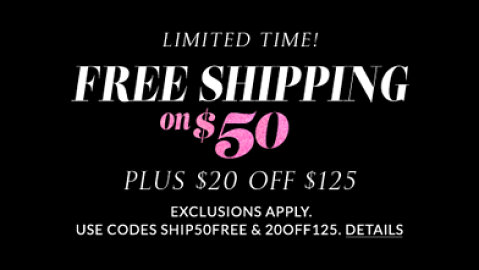 LIMITED TIME!
FREE SHIPPING
on $50
PLUS $20 OFF $125
EXCLUSIONS APPLY.
USE CODES SHIP50FREE & 20OFF125. DETAILS